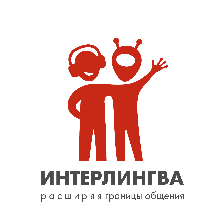 ИНТЕРЛИНГВА
расширяя границы общения